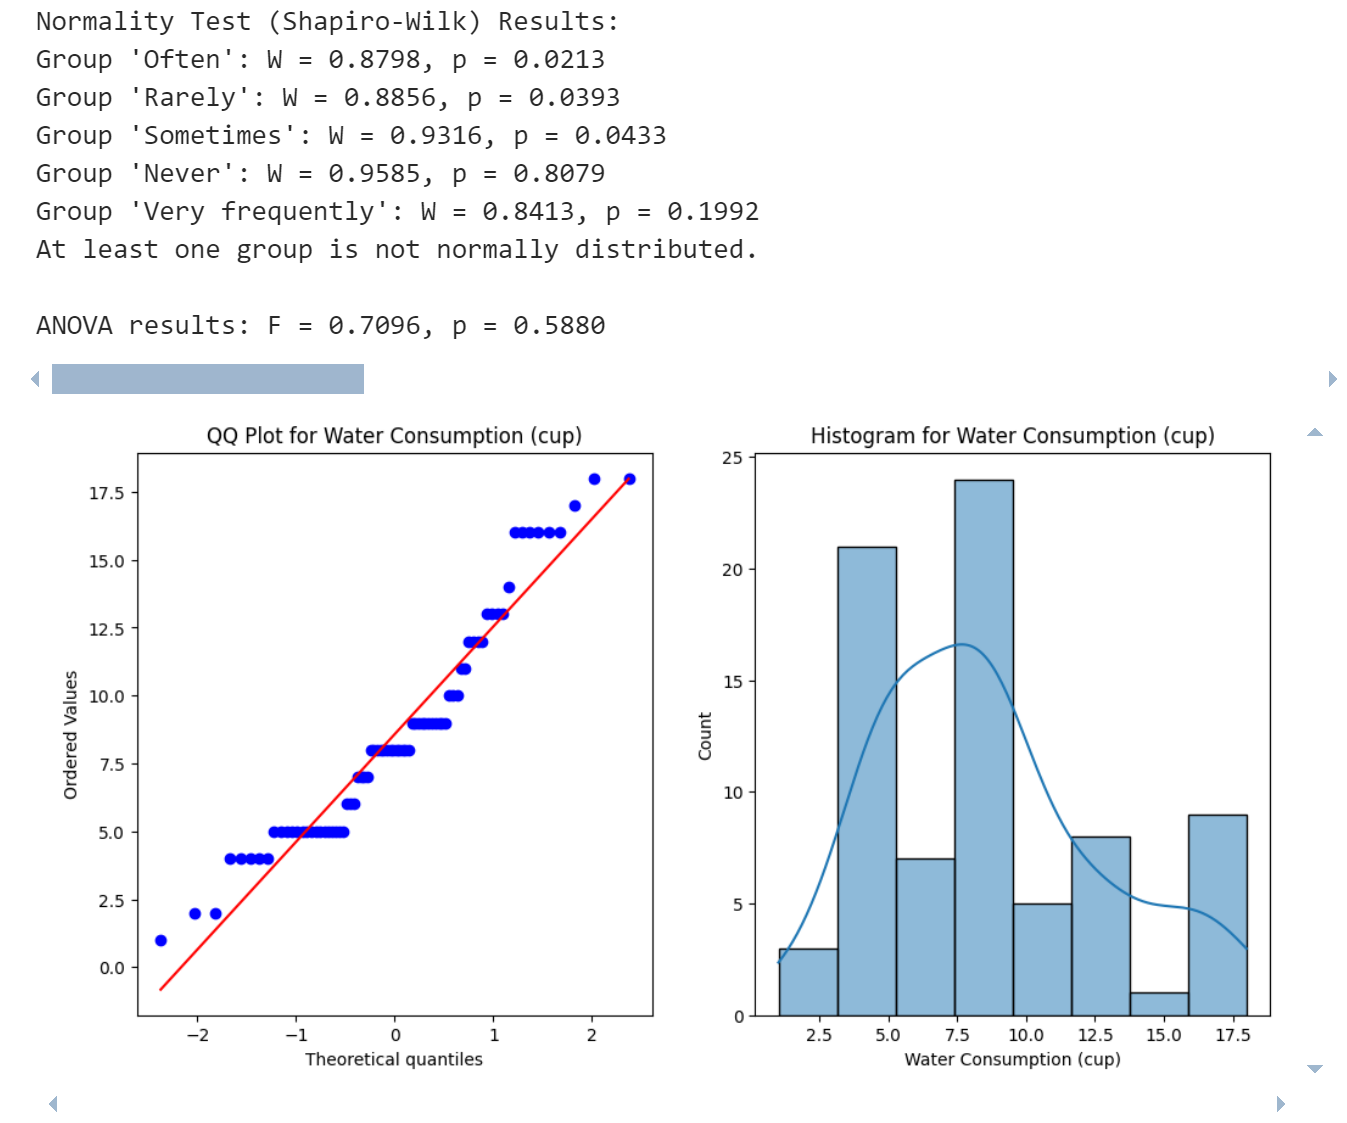 Normality Test (Shapiro-Wilk) Results:
Group 'Often': W = 0.8798, p = 0.0213
Group 'Rarely': W = 0.8856, p = 0.0393
Group 'Sometimes': W = 0.9316, p = 0.0433
Group 'Never': W = 0.9585, p = 0.8079
Group 'Very frequently': W = 0.8413, p = 0.1992
At least one group is not normally distributed.
ANOVA results: F = 0.7096, p = 0.5880
QQ Plot for Water Consumption (cup)
17.5
15.0
12.5
10.0
7.5
5.0
2.5
0.0
Ordered Values
−2 −1 0 1 2
Theoretical quantiles
Histogram for Water Consumption (cup)
25
20
15
10
5
0
Count
2.5 5.0 7.5 10.0 12.5 15.0 17.5
Water Consumption (cup)